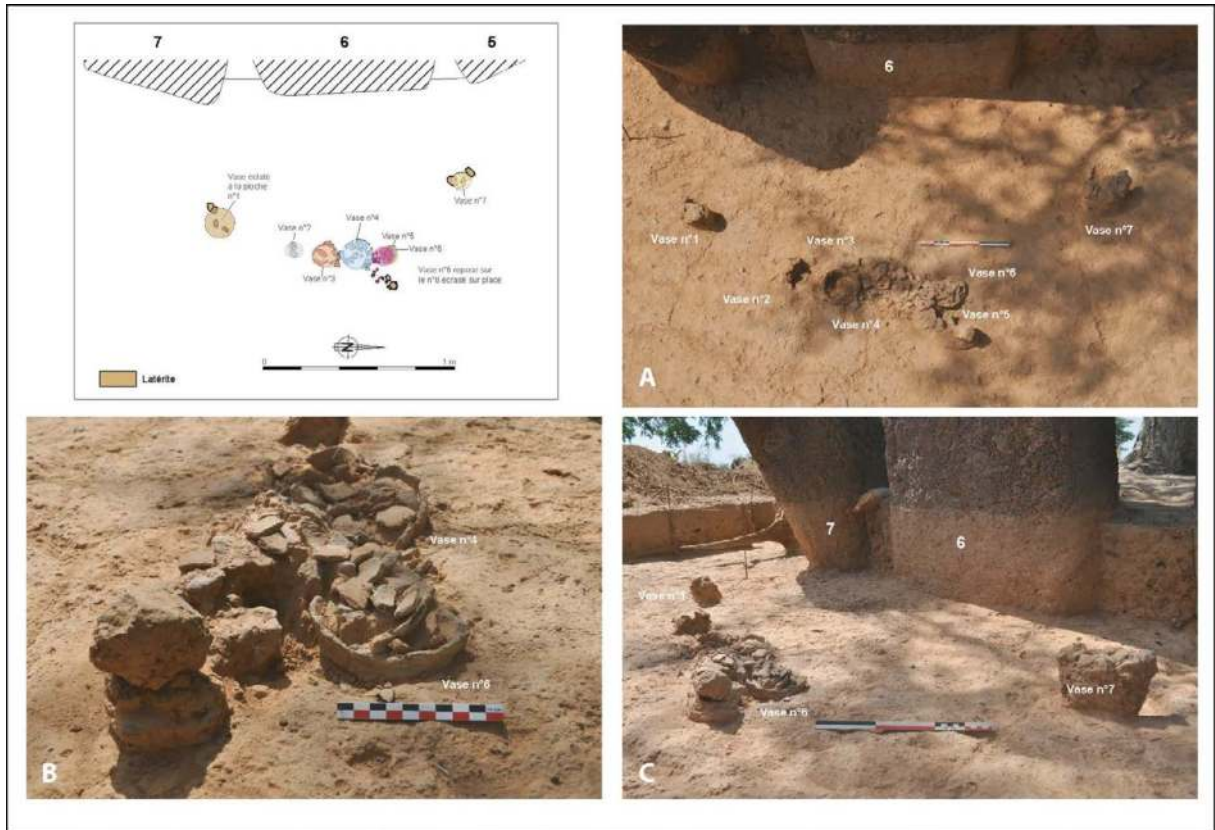 7
6
5
Vase éclaté
à la pioche
n°1
Vase n°7
Vase n°4
Vase n°?
Vase n°5
Vase n°6
Vase n°3
Vase n°6 repose sur
le n°5 écrasé sur place
N
0
1 m
Latérite
6
Vase n°1
Vase n°3
Vase n°7
Vase n°6
Vase n°2
Vase n°5
Vase n°4
A
Vase n°4
Vase n°6
B
7
6
Vase n°1
Vase n°7
Vase n°6
C